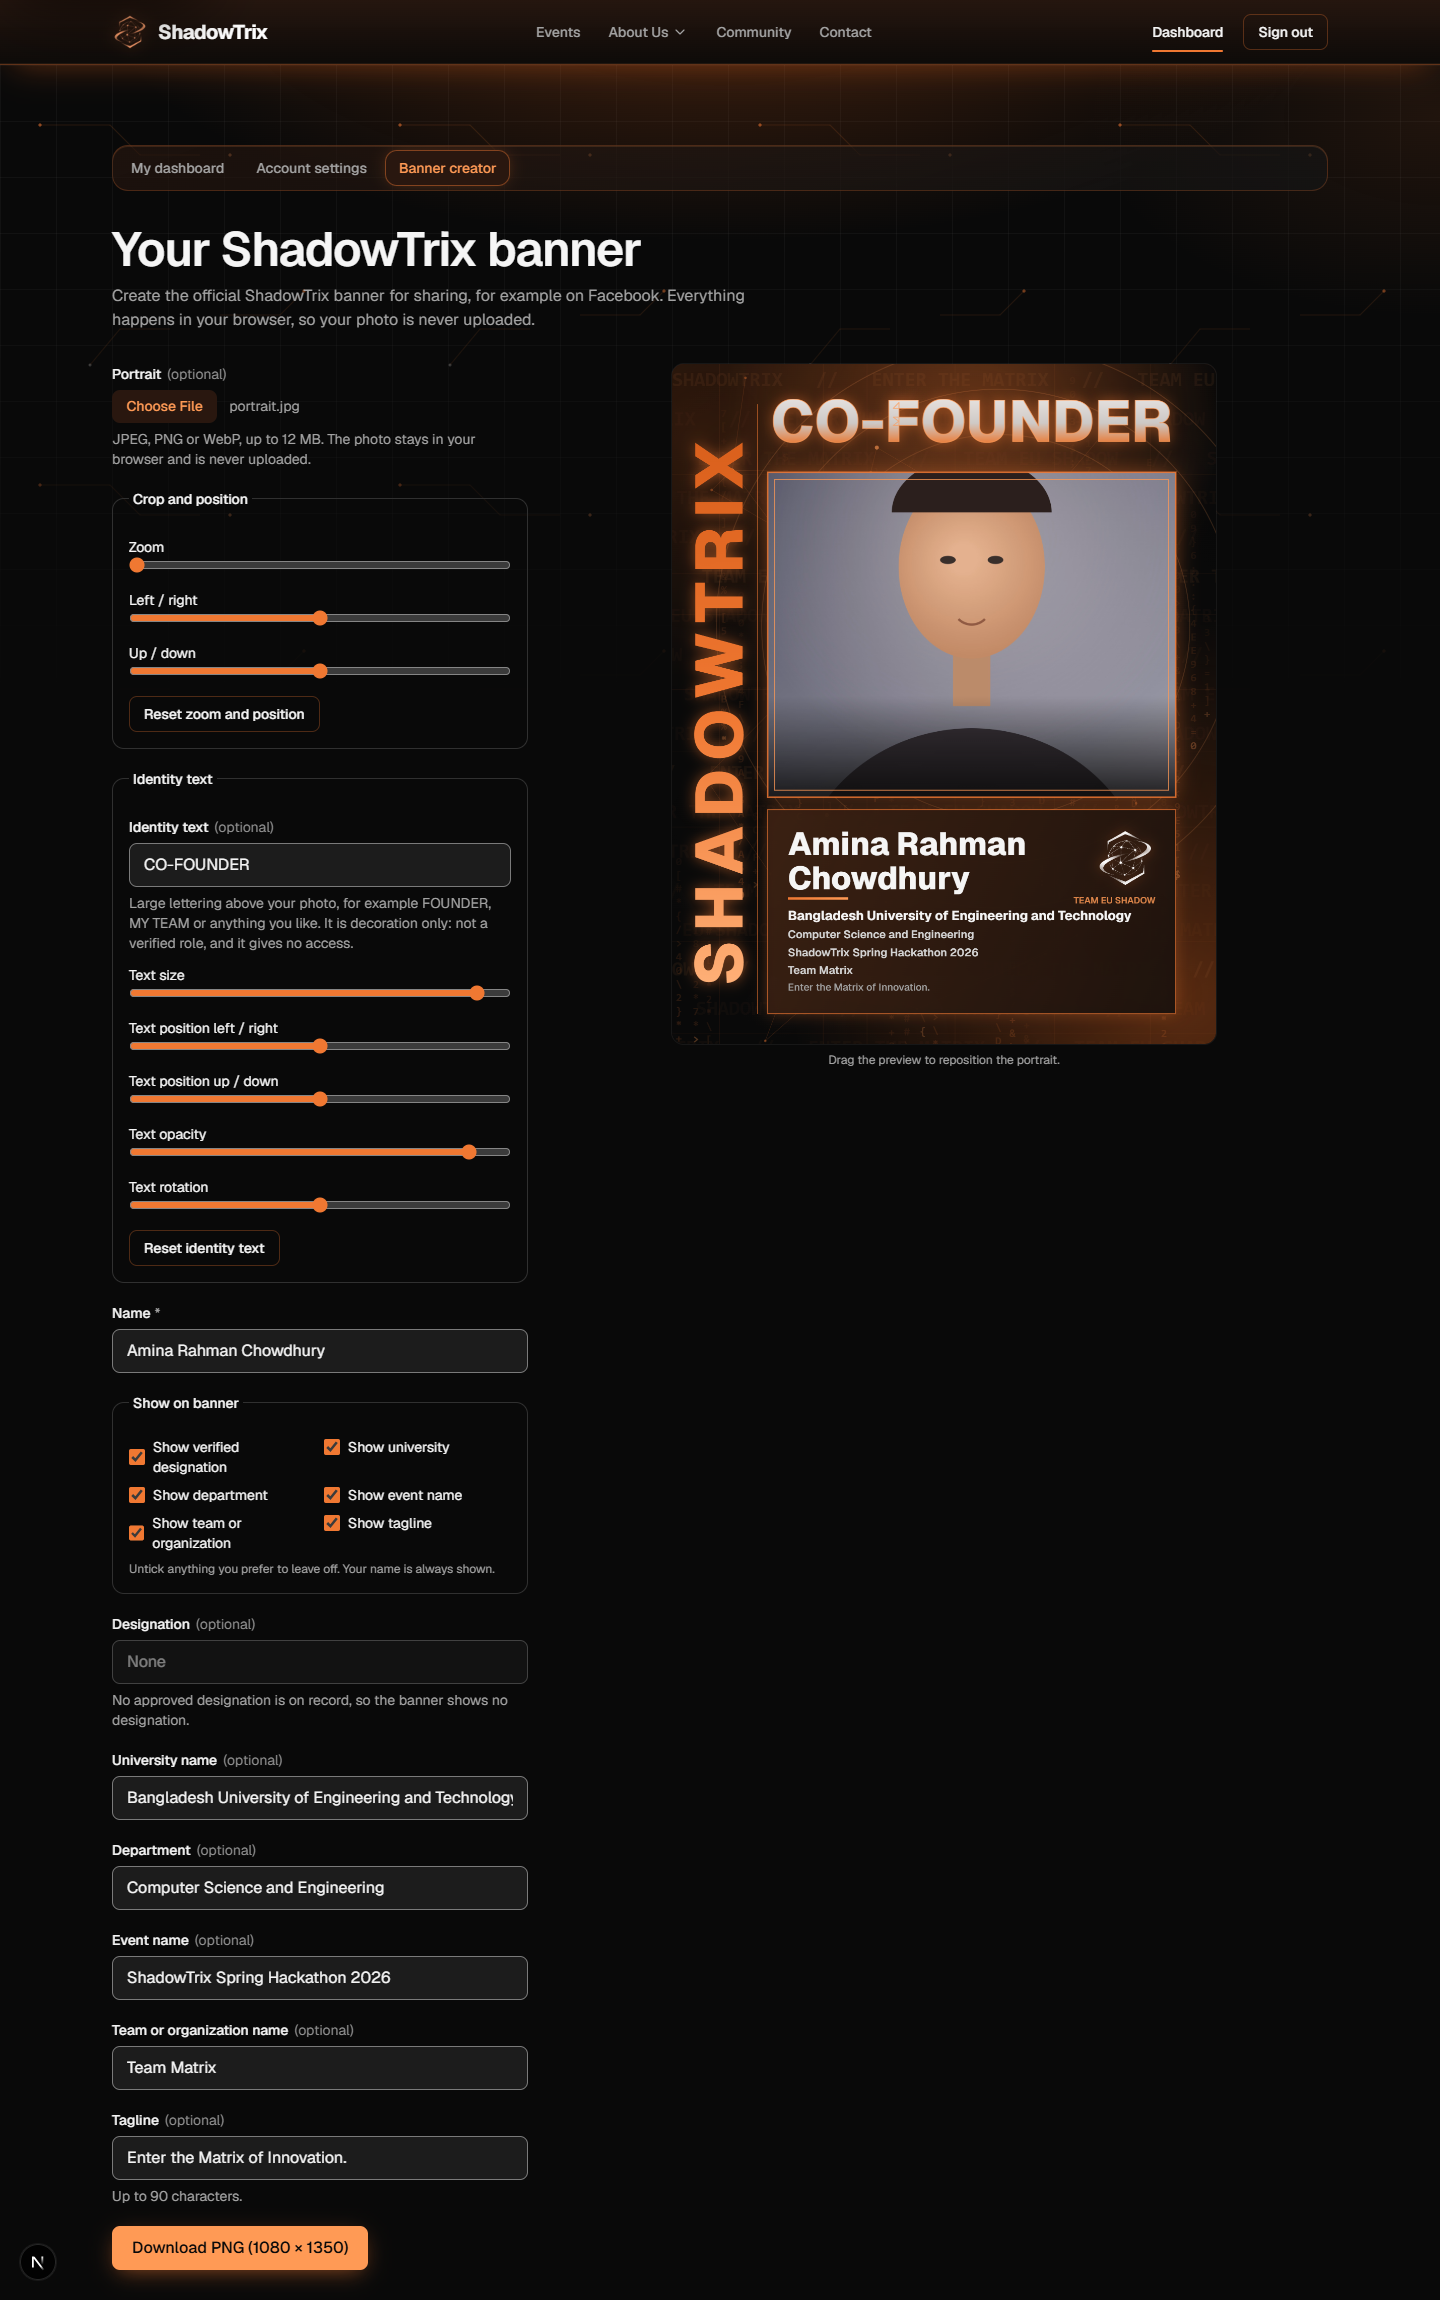 ShadowTrix
Events
About Us
Community
Contact
Dashboard
Sign out
My dashboard
Account settings
Banner creator
Your ShadowTrix banner
Create the official ShadowTrix banner for sharing, for example on Facebook. Everything
happens in your browser, so your photo is never uploaded.
Portrait (optional)
Choose File portrait.jpg
JPEG, PNG or WebP, up to 12 MB. The photo stays in your
browser and is never uploaded.
Crop and position
Zoom
Left / right
Up / down
Reset zoom and position
Identity text
Identity text (optional)
CO-FOUNDER
Large lettering above your photo, for example FOUNDER,
MY TEAM or anything you like. It is decoration only: not a
verified role, and it gives no access.
Text size
Text position left / right
Text position up / down
Text opacity
Text rotation
Reset identity text
Name *
Amina Rahman Chowdhury
Show on banner
Show verified
designation
Show university
Show department
Show event name
Show team or
organization
Show tagline
Untick anything you prefer to leave off. Your name is always shown.
Designation (optional)
None
No approved designation is on record, so the banner shows no
designation.
University name (optional)
Bangladesh University of Engineering and Technology
Department (optional)
Computer Science and Engineering
Event name (optional)
ShadowTrix Spring Hackathon 2026
Team or organization name (optional)
Team Matrix
Tagline (optional)
Enter the Matrix of Innovation.
Up to 90 characters.
Download PNG (1080 × 1350)
SHADOWTRIX // ENTER THE MATRIX // TEAM EU
CO-FOUNDER
SHADOWTRIX
Amina Rahman
Chowdhury
TEAM EU SHADOW
Bangladesh University of Engineering and Technology
Computer Science and Engineering
ShadowTrix Spring Hackathon 2026
Team Matrix
Enter the Matrix of Innovation.
Drag the preview to reposition the portrait.